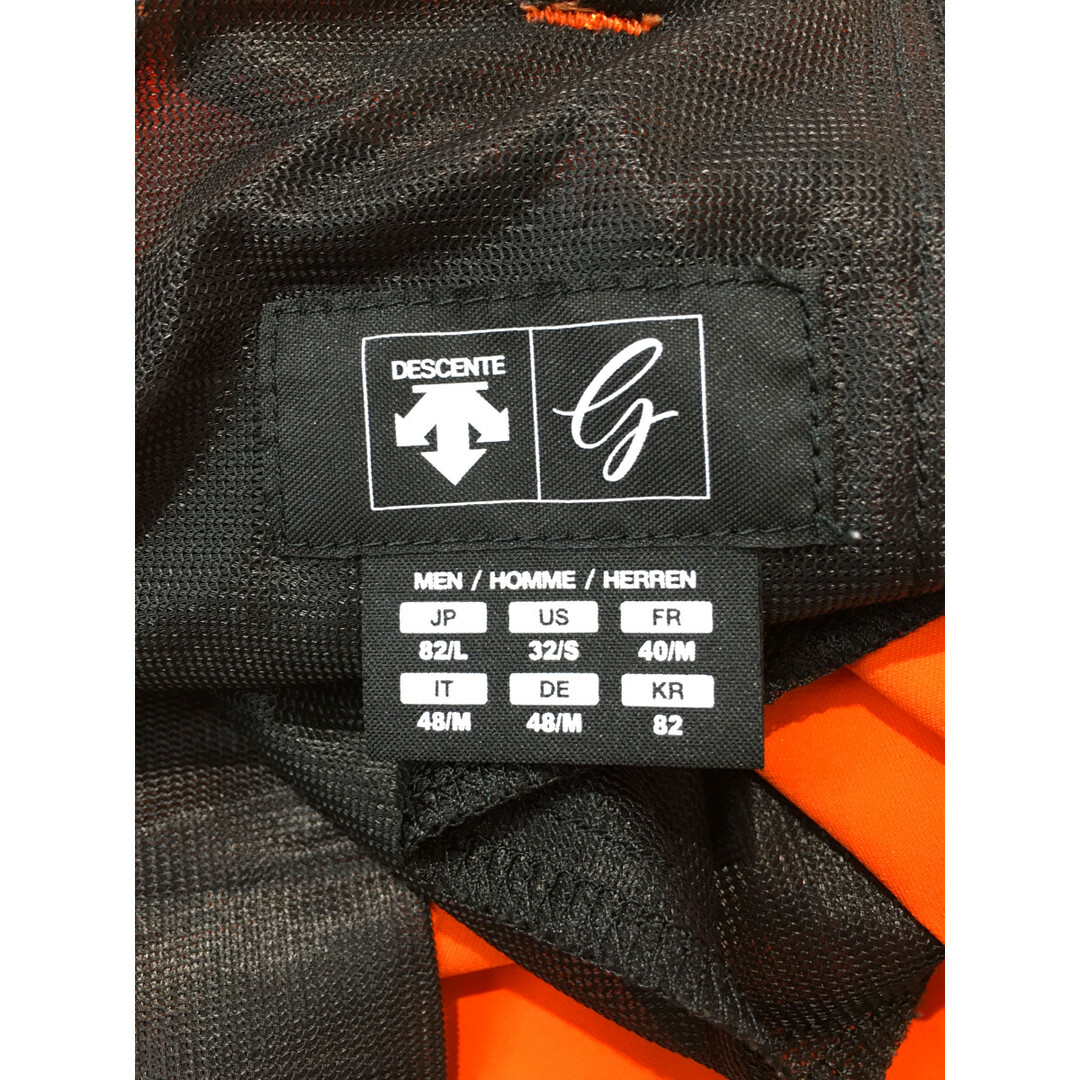 DESCENTE
G
MEN / HOMME / HERREN
JP US FR
82/L 32/S 40/M
IT DE KR
48/M 48/M 82